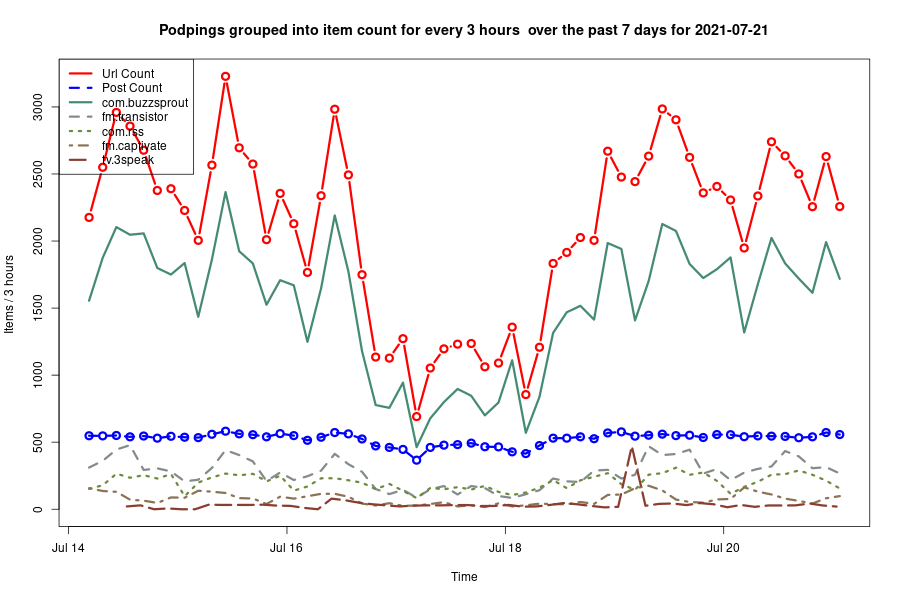 Podpings grouped into item count for every 3 hours  over the past 7 days for 2021-07-21
Url Count
Post Count
com.buzzsprout
fm.transistor
com.rss
fm.captivate
tv.3speak
Items / 3 hours
3000
2500
2000
1500
1000
500
0
Jul 14
Jul 16
Jul 18
Jul 20
Time